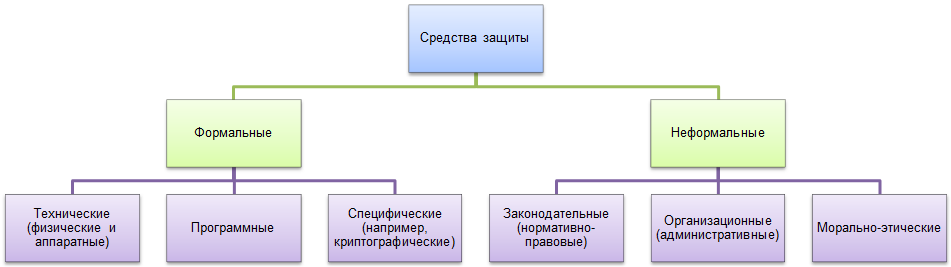 Средства защиты
Формальные
Неформальные
Технические
(физические и
аппаратные)
Программные
Специфические
(например,
криптографические)
Законодательные
(нормативно-
правовые)
Организационные
(административные)
Морально-этические